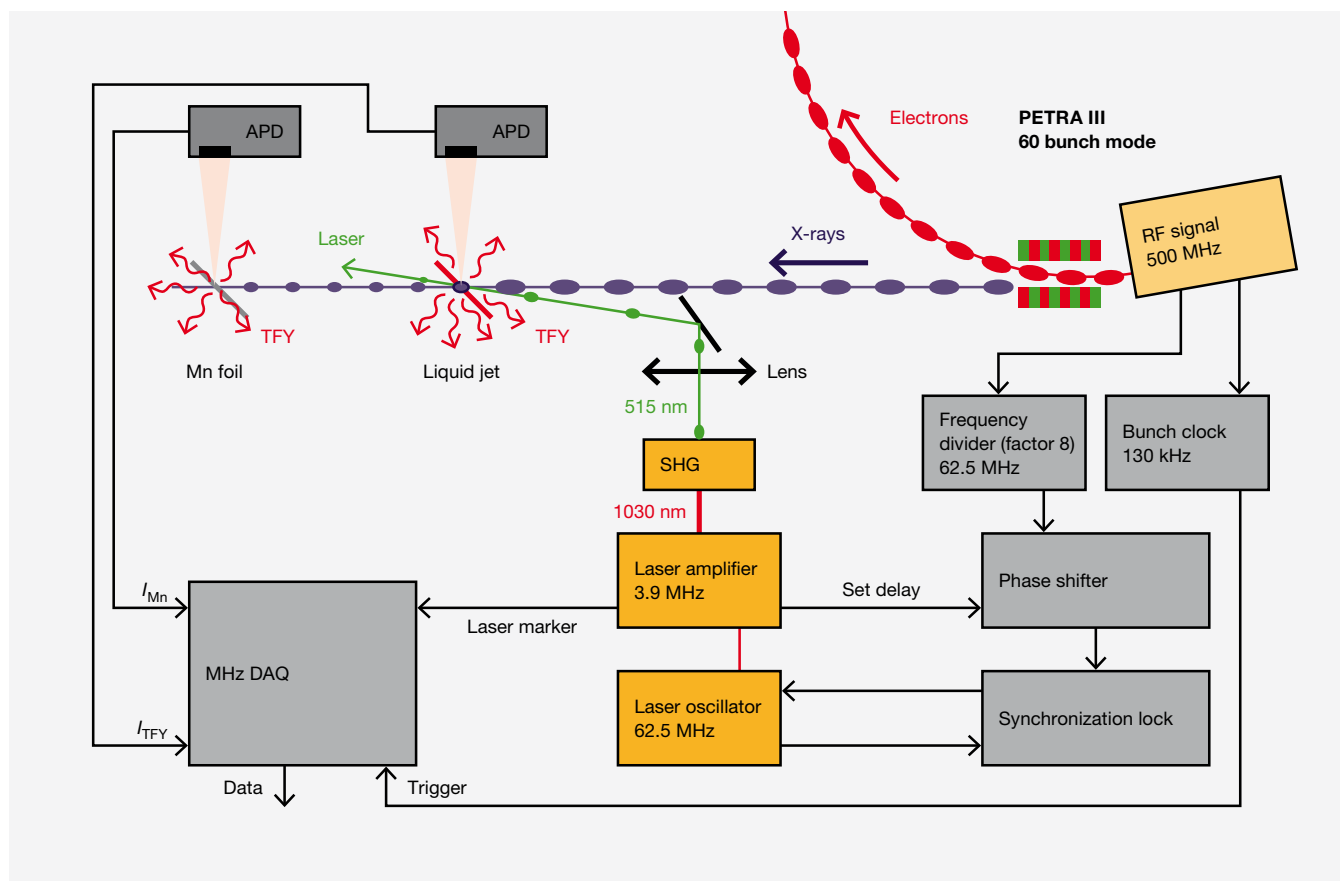 APD
APD
Electrons
PETRA III
60 bunch mode
RF signal
500 MHz
Laser
X-rays
TFY
TFY
Mn foil
Liquid jet
Lens
515 nm
Frequency
divider (factor 8)
62.5 MHz
Bunch clock
130 kHz
SHG
1030 nm
Laser amplifier
3.9 MHz
Set delay
Phase shifter
I Mn
Laser marker
MHz DAQ
Laser oscillator
62.5 MHz
Synchronization lock
I TFY
Data
Trigger